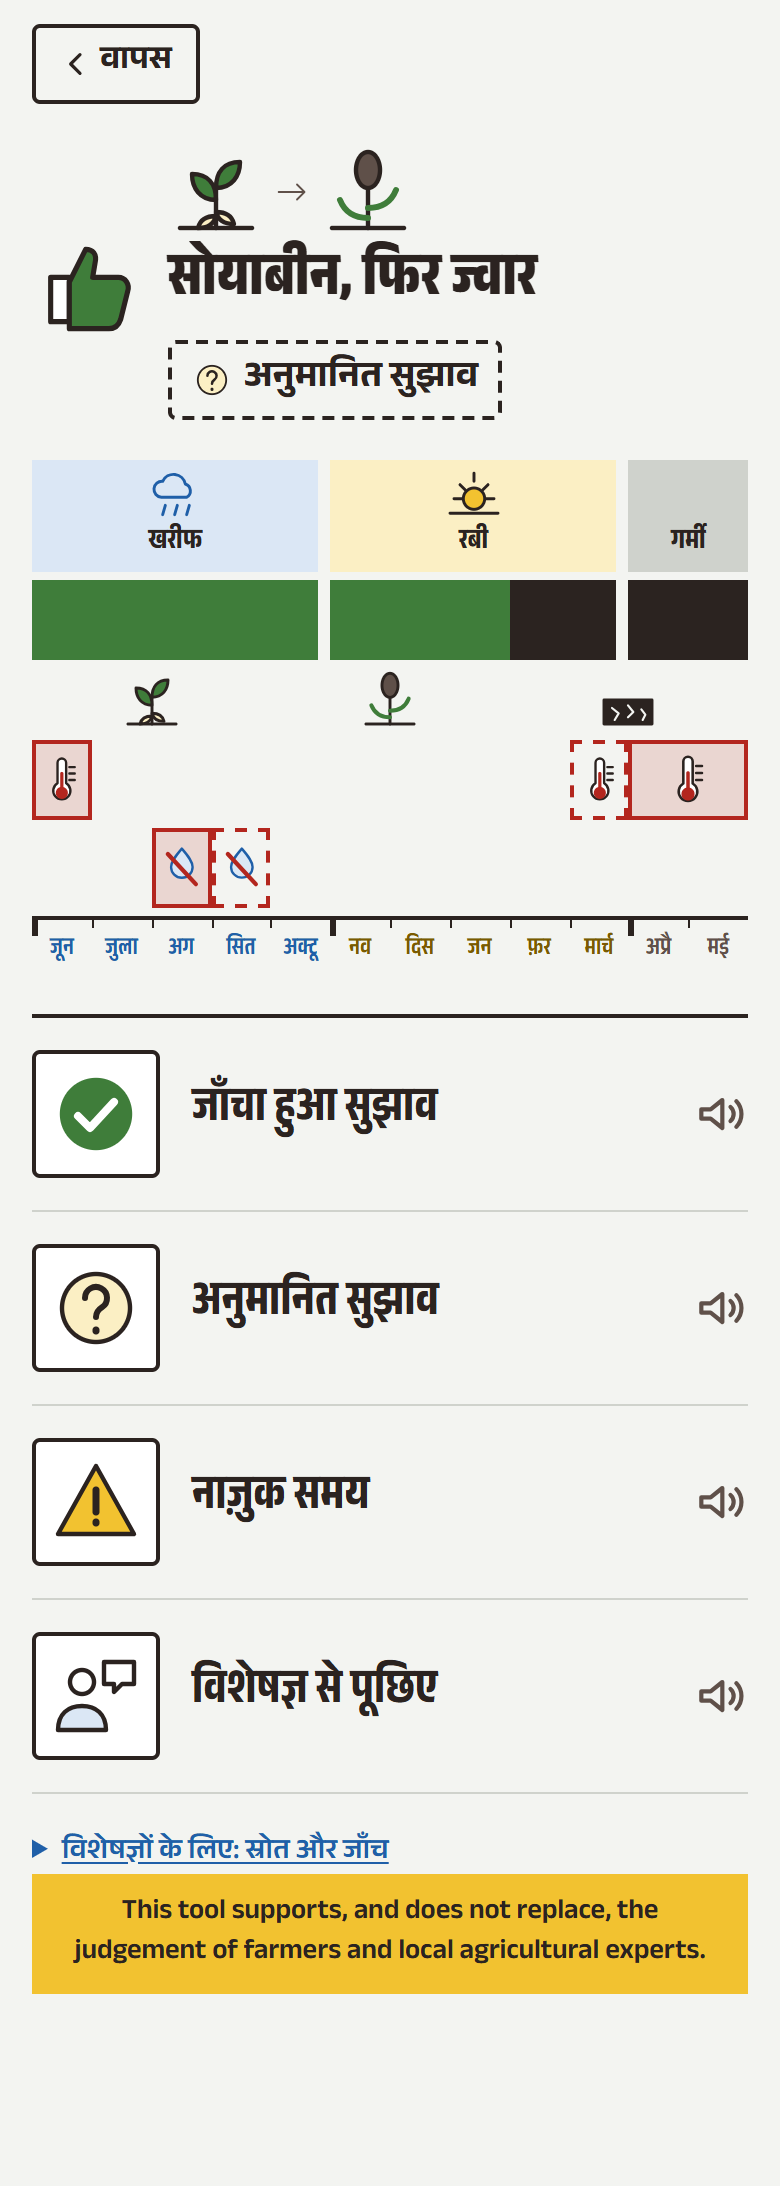 वापस
सोयाबीन, फिर ज्वार
अनुमानित सुझाव
खरीफ रबी गर्मी
जून जुला अग सित अक्टू नव दिस जन फ़र मार्च अप्रै मई
जाँचा हुआ सुझाव
अनुमानित सुझाव
नाज़ुक समय
विशेषज्ञ से पूछिए
विशेषज्ञों के लिए: स्रोत और जाँच
This tool supports, and does not replace, the
judgement of farmers and local agricultural experts.